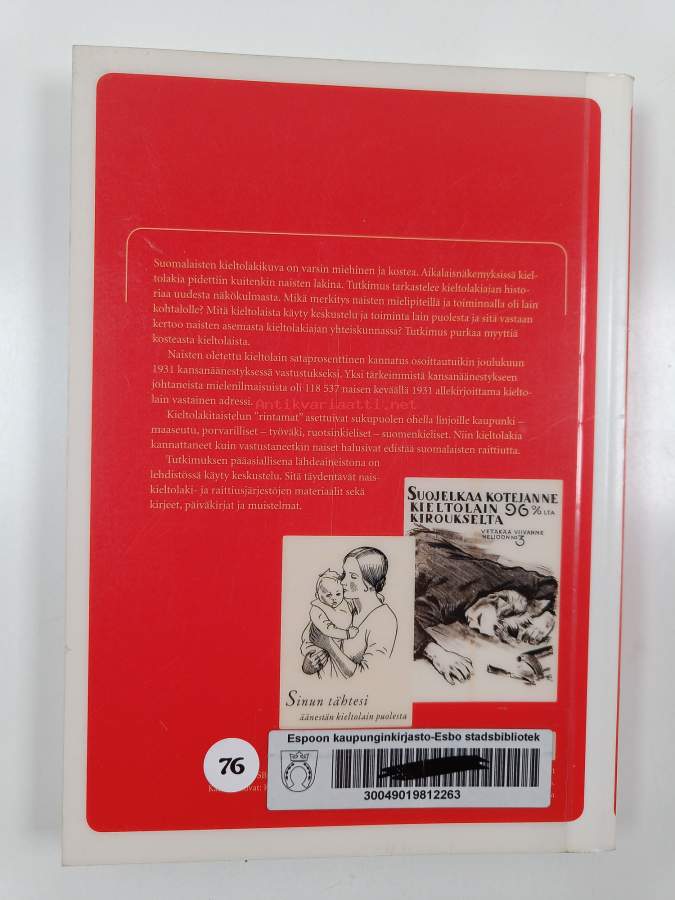 Suomalaisten kieltolakikuva on varsin miehinen ja kostea. Aikalaisnäkemyksissä kiel-
tolakia pidettiin kuitenkin naisten lakina. Tutkimus tarkastelee kieltolakiajan histo-
riaa uudesta näkökulmasta. Mikä merkitys naisten mielipiteillä ja toiminnalla oli lain
kohtalolle? Mitä kieltolaista käyty keskustelu ja toiminta lain puolesta ja sitä vastaan
kertoo naisten asemasta kieltolakiajan yhteiskunnassa? Tutkimus purkaa myyttiä
kosteasta kieltolaista.
Naisten oletettu kieltolain sataprosenttinen kannatus osoittautuikin joulukuun
1931 kansanäänestyksessä vastustukseksi. Yksi tärkeimmistä kansanäänestykseen
johtaneista mielenilmaisuista oli 118 537 naisen keväällä 1931 allekirjoittama kielto-
lain vastainen adressi.
Antikvariaatti.net
Kieltolakitaistelun "rintamat" asettuivat sukupuolen ohella linjoille kaupunki –
maaseutu, porvarilliset – työväki, ruotsinkieliset – suomenkieliset. Niin kieltolakia
kannattaneet kuin vastustaneetkin naiset halusivat edistää suomalaisten raittiutta.
Tutkimuksen pääasiallisena lähdeaineistona on
lehdistössä käyty keskustelu. Sitä täydentävät nais-
kieltolaki- ja raittiusjärjestöjen materiaalit sekä
kirjeet, päiväkirjat ja muistelmat.
SUOJELKAA KOTEJANNE
KIELTOLAIN 96%LTA
KIROUKSELTA
VETÄKÄÄ VIIVANNE
NELIÖÖN N:O 3
Sinun tähtesi
äänestän kieltolain puolesta
Espoon kaupunginkirjasto-Esbo stadsbibliotek
76
30049019812263